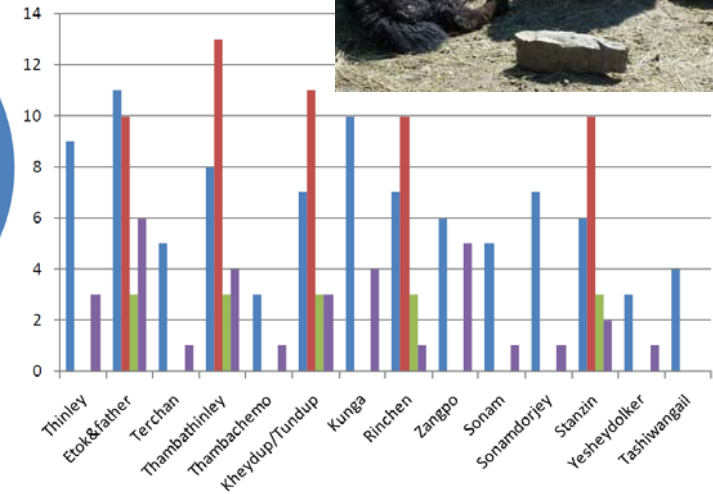 14
12
10
8
6
4
2
0
Thinley
Etok&father
Terchan
Thambathinley
Thambachemo
Kheydup/Tundup
Kunga
Rinchen
Zangpo
Sonam
Sonamdorjey
Stanzin
Yesheydolker
Tashiwangail